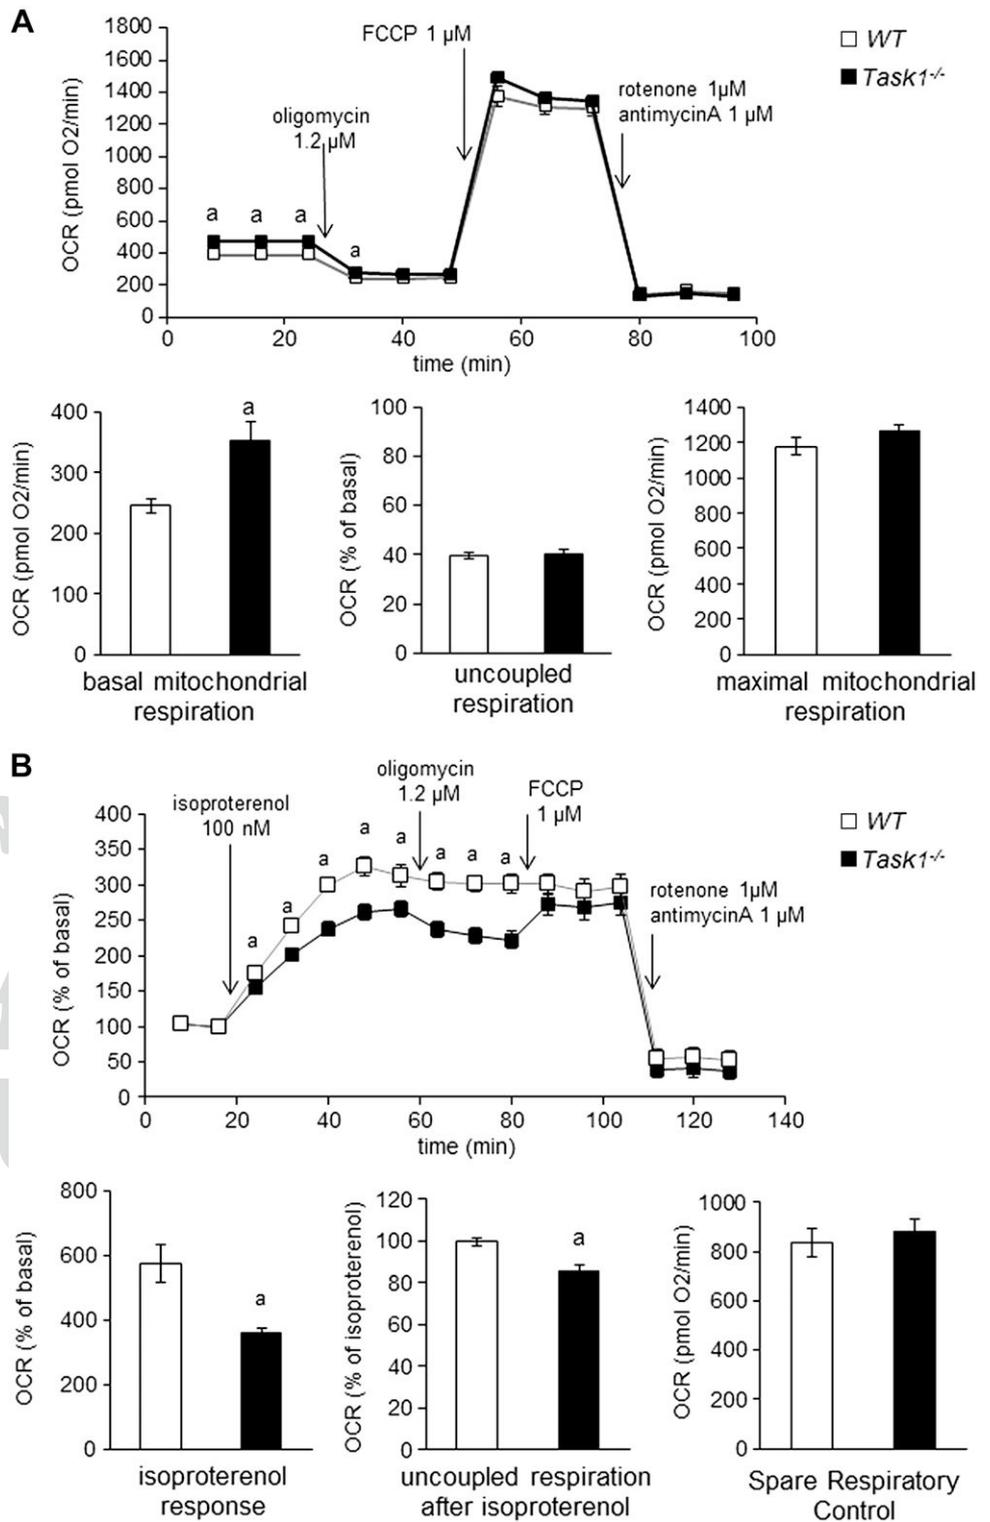 A
WT
Task1-/-
FCCP 1 µM
oligomycin
1.2 µM
rotenone 1µM
antimycinA 1 µM
OCR (pmol O2/min)
1800
1600
1400
1200
1000
800
600
400
200
0
a a a a
0 20 40 60 80 100
time (min)
OCR (pmol O2/min)
400
300
200
100
0
a
basal mitochondrial
respiration
OCR (% of basal)
100
80
60
40
20
0
uncoupled
respiration
OCR (pmol O2/min)
1400
1200
1000
800
600
400
200
0
maximal mitochondrial
respiration
B
WT
Task1-/-
isoproterenol
100 nM
oligomycin
1.2 µM
FCCP
1 µM
rotenone 1µM
antimycinA 1 µM
OCR (% of basal)
400
350
300
250
200
150
100
50
0
a a a a a a a a
0 20 40 60 80 100 120 140
time (min)
OCR (% of basal)
800
600
400
200
0
a
isoproterenol
response
OCR (% of isoproterenol)
120
100
80
60
40
20
0
a
uncoupled respiration
after isoproterenol
OCR (pmol O2/min)
1000
800
600
400
200
0
Spare Respiratory
Control